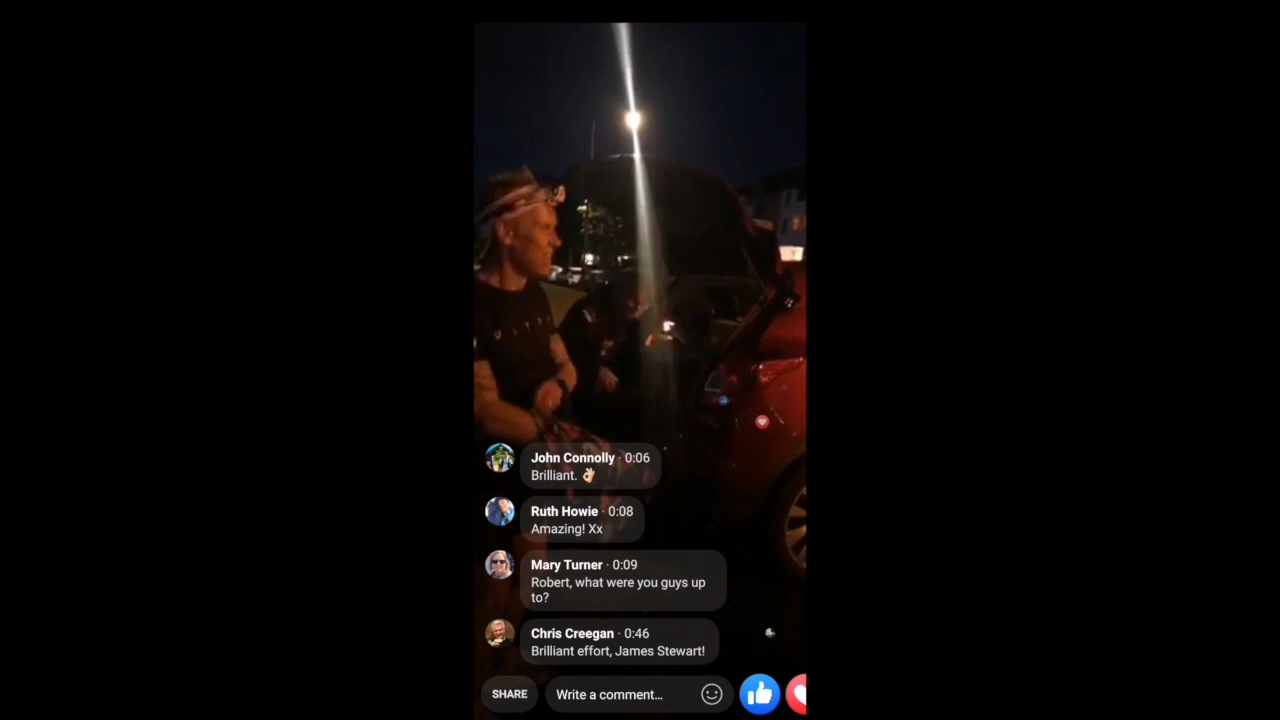 John Connolly · 0:06
Brilliant. 👌🏼
Ruth Howie · 0:08
Amazing! Xx
Mary Turner · 0:09
Robert, what were you guys up
to?
Chris Creegan · 0:46
Brilliant effort, James Stewart!
SHARE
Write a comment...